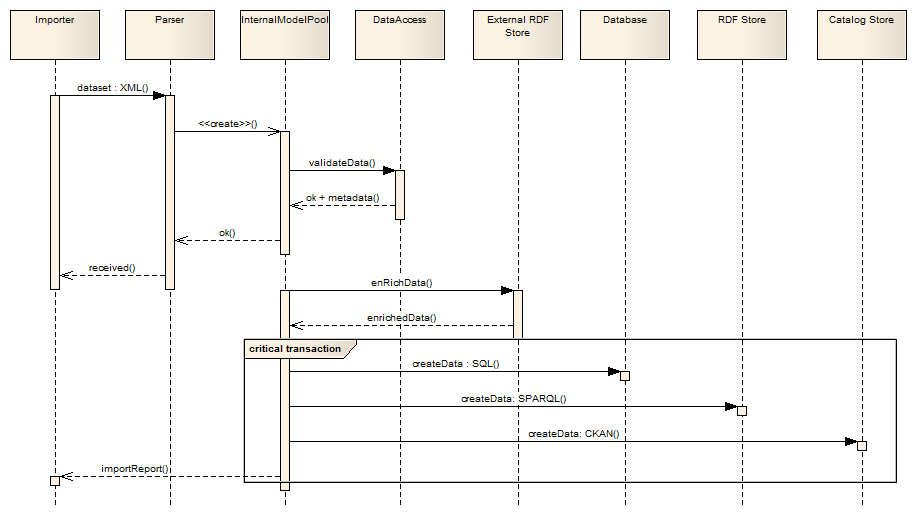 Importer
Parser
InternalModelPool
DataAccess
External RDF
Store
Database
RDF Store
Catalog Store
dataset : XML()
<<create>>()
validateData()
ok + metadata()
ok()
received()
enRichData()
enrichedData()
critical transaction
createData : SQL()
createData: SPARQL()
createData: CKAN()
importReport()